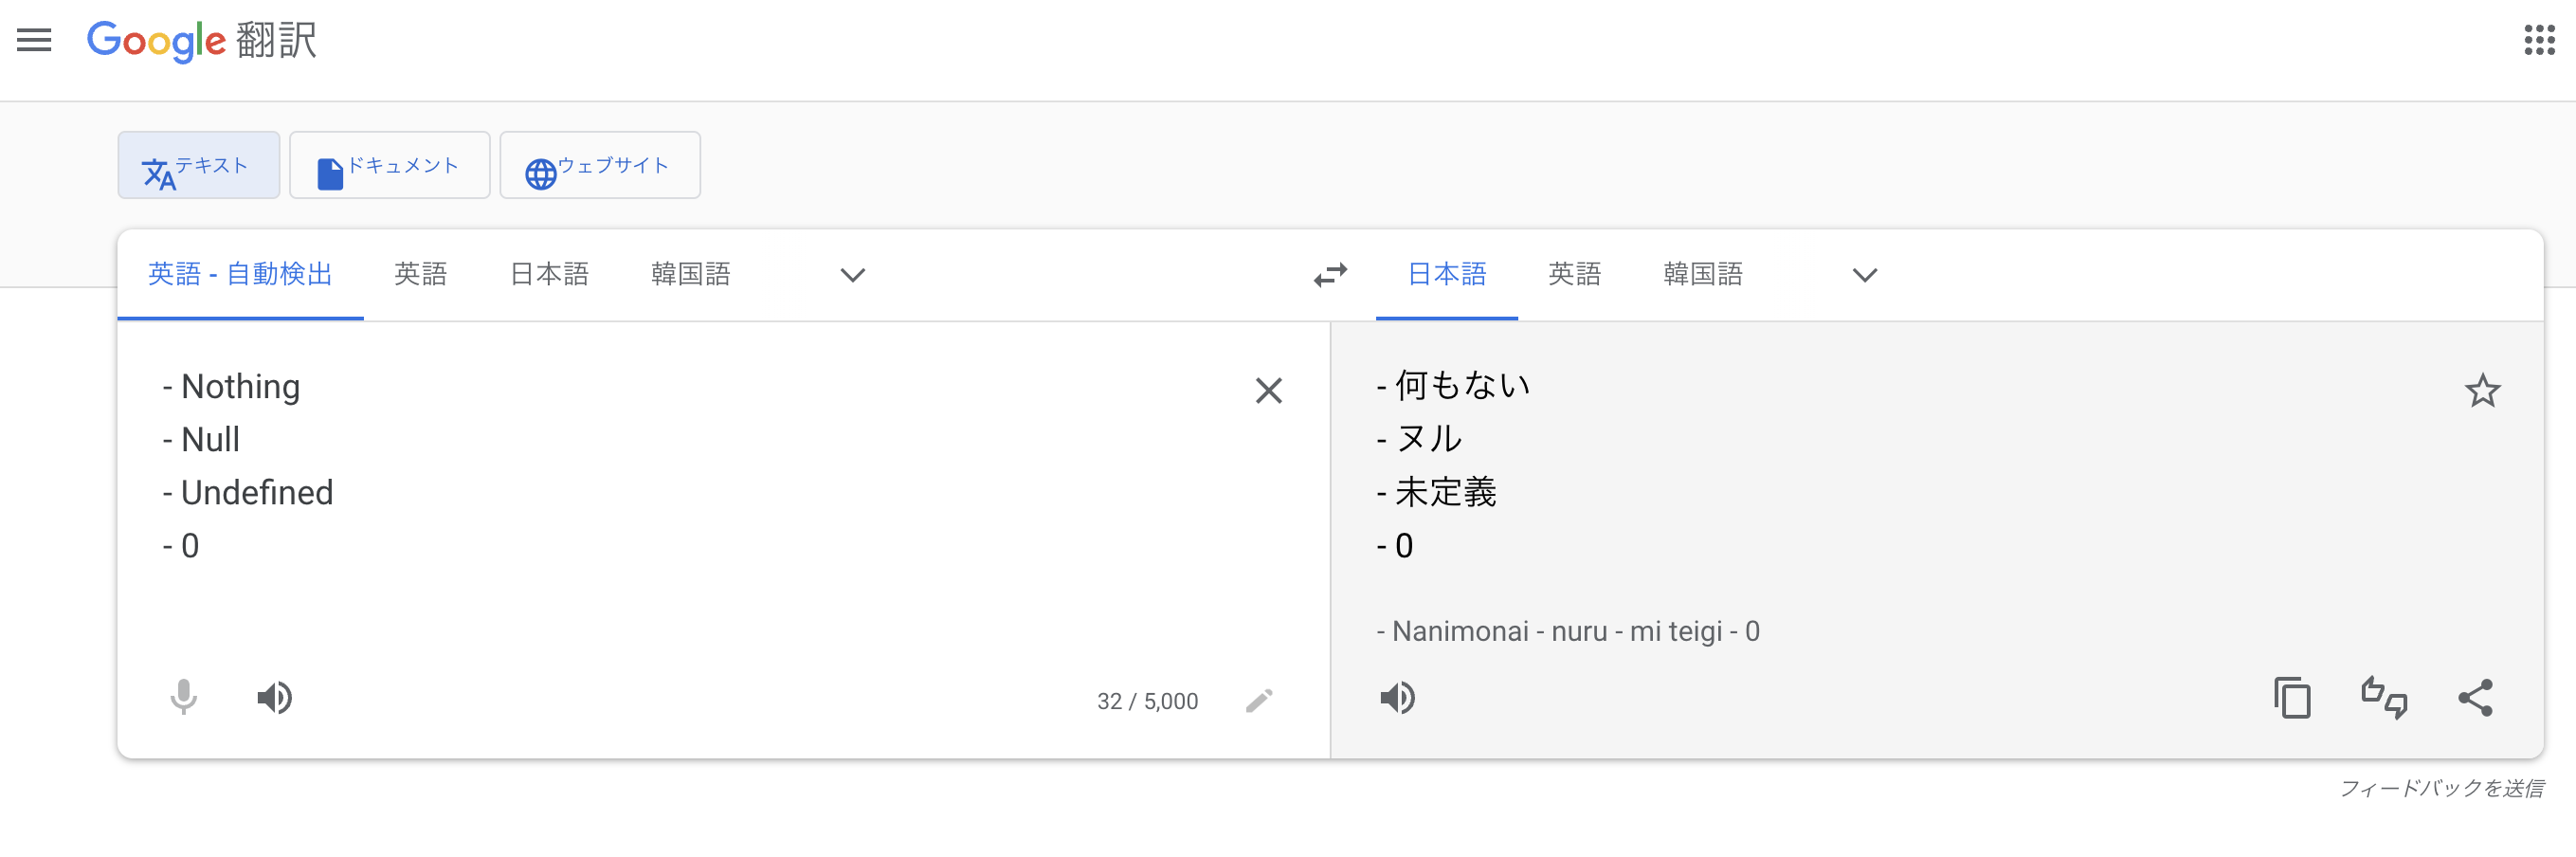 Google 翻訳
テキスト
ドキュメント
ウェブサイト
英語 - 自動検出
英語
日本語
韓国語
日本語
英語
韓国語
- Nothing
- Null
- Undefined
- 0
32 / 5,000
- 何もない
- ヌル
- 未定義
- 0
- Nanimonai - nuru - mi teigi - 0
フィードバックを送信